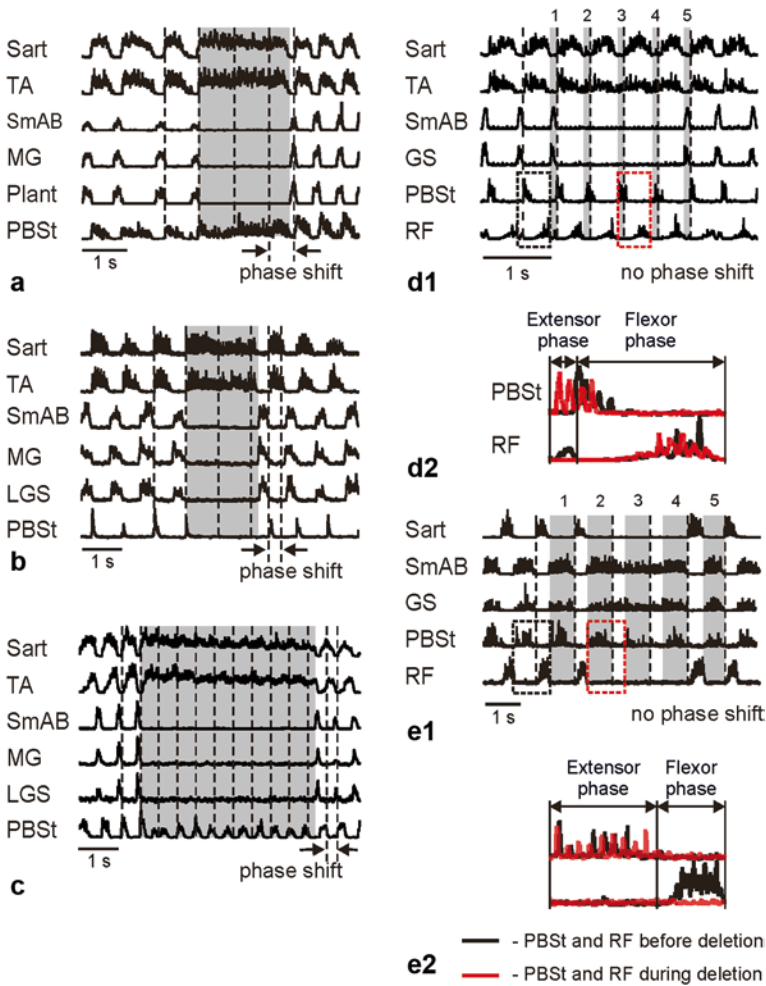 Sart
TA
SmAB
MG
Plant
PBSt
1 s
phase shift
a
Sart
TA
SmAB
MG
LGS
PBSt
1 s
phase shift
b
Sart
TA
SmAB
MG
LGS
PBSt
1 s
phase shift
c
1 2 3 4 5
Sart
TA
SmAB
GS
PBSt
RF
1 s
no phase shift
d1
Extensor phase
Flexor phase
PBSt
RF
d2
1 2 3 4 5
Sart
SmAB
GS
PBSt
RF
1 s
no phase shift
e1
Extensor phase
Flexor phase
e2
- PBSt and RF before deletion
- PBSt and RF during deletion